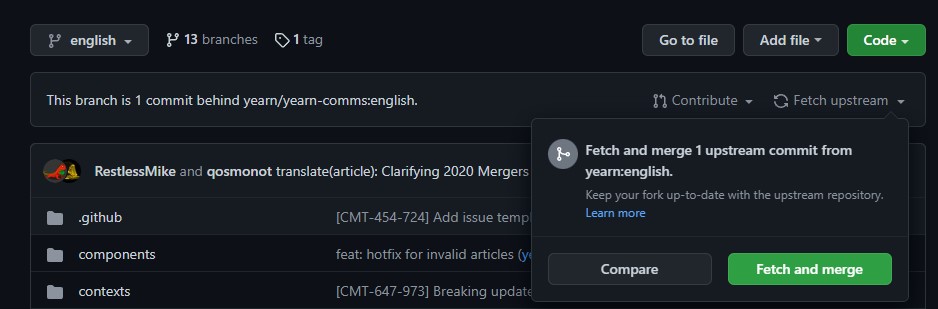 english 13 branches 1 tag Go to file Add file Code
This branch is 1 commit behind yearn/yearn-comms:english. Contribute Fetch upstream
RestlessMike and qosmonot translate(article): Clarifying 2020 Mergers
.github [CMT-454-724] Add issue templ
components feat: hotfix for invalid articles (ye
contexts [CMT-647-973] Breaking update
Fetch and merge 1 upstream commit from
yearn:english.
Keep your fork up-to-date with the upstream repository.
Learn more
Compare Fetch and merge